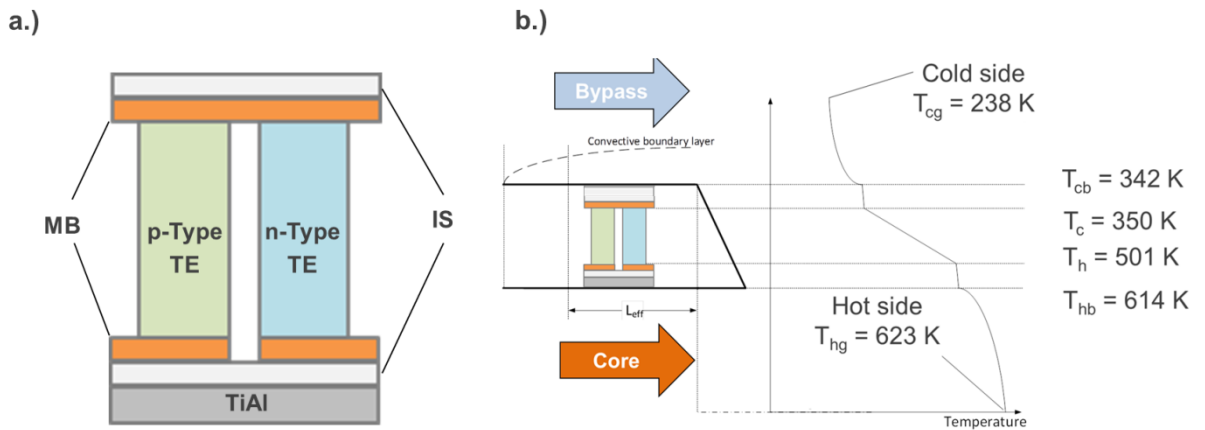 a.)
MB
p-Type
TE
n-Type
TE
IS
TiAl
b.)
Bypass
Convective boundary layer
Leff
Core
Cold side
Tcg = 238 K
Tcb = 342 K
Tc = 350 K
Th = 501 K
Thb = 614 K
Hot side
Thg = 623 K
Temperature